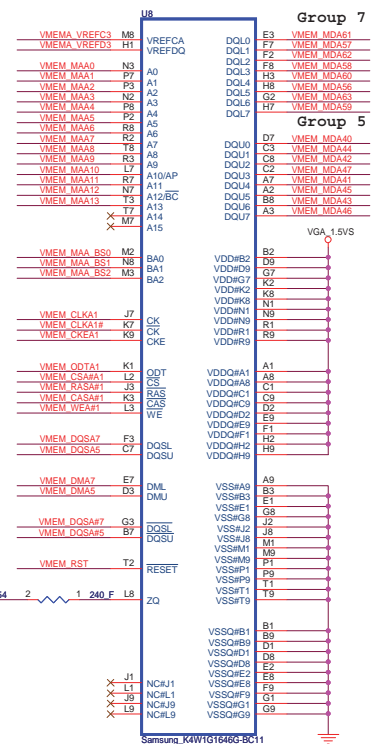 U8
Group 7
VMEMA_VREFC3 M8 VREFCA DQL0 E3 VMEM_MDA61
VMEMA_VREFD3 H1 VREFDQ DQL1 F7 VMEM_MDA57
DQL2 F2 VMEM_MDA62
VMEM_MAA0 N3 A0 DQL3 F8 VMEM_MDA58
VMEM_MAA1 P7 A1 DQL4 H3 VMEM_MDA60
VMEM_MAA2 P3 A2 DQL5 H8 VMEM_MDA56
VMEM_MAA3 N2 A3 DQL6 G2 VMEM_MDA63
VMEM_MAA4 P8 A4 DQL7 H7 VMEM_MDA59
VMEM_MAA5 P2 A5
Group 5
VMEM_MAA6 R8 A6
VMEM_MAA7 R2 A7 DQU0 D7 VMEM_MDA40
VMEM_MAA8 T8 A8 DQU1 C3 VMEM_MDA44
VMEM_MAA9 R3 A9 DQU2 C8 VMEM_MDA42
VMEM_MAA10 L7 A10/AP DQU3 C2 VMEM_MDA47
VMEM_MAA11 R7 A11 DQU4 A7 VMEM_MDA41
VMEM_MAA12 N7 A12/BC DQU5 A2 VMEM_MDA45
VMEM_MAA13 T3 A13 DQU6 B8 VMEM_MDA43
T7 A14 DQU7 A3 VMEM_MDA46
M7 A15
VGA_1.5VS
VMEM_MAA_BS0 M2 BA0 VDD#B2 B2
VMEM_MAA_BS1 N8 BA1 VDD#D9 D9
VMEM_MAA_BS2 M3 BA2 VDD#G7 G7
VDD#K2 K2
VDD#K8 K8
VDD#N1 N1
VMEM_CLKA1 J7 CK VDD#N9 N9
VMEM_CLKA1# K7 CK VDD#R1 R1
VMEM_CKEA1 K9 CKE VDD#R9 R9
VMEM_ODTA1 K1 ODT VDDQ#A1 A1
VMEM_CSA#A1 L2 CS VDDQ#A8 A8
VMEM_RASA#1 J3 RAS VDDQ#C1 C1
VMEM_CASA#1 K3 CAS VDDQ#C9 C9
VMEM_WEA#1 L3 WE VDDQ#D2 D2
VDDQ#E9 E9
VDDQ#F1 F1
VMEM_DQSA7 F3 DQSL VDDQ#H2 H2
VMEM_DQSA5 C7 DQSU VDDQ#H9 H9
VMEM_DMA7 E7 DML VSS#A9 A9
VMEM_DMA5 D3 DMU VSS#B3 B3
VSS#E1 E1
VSS#G8 G8
VMEM_DQSA#7 G3 DQSL VSS#J2 J2
VMEM_DQSA#5 B7 DQSU VSS#J8 J8
VSS#M1 M1
VSS#M9 M9
VMEM_RST T2 RESET VSS#P1 P1
VSS#P9 P9
VSS#T1 T1
2 1 240_F L8 ZQ VSS#T9 T9
VSSQ#B1 B1
VSSQ#B9 B9
VSSQ#D1 D1
VSSQ#D8 D8
VSSQ#E2 E2
J1 NC#J1 VSSQ#E8 E8
L1 NC#L1 VSSQ#F9 F9
J9 NC#J9 VSSQ#G1 G1
L9 NC#L9 VSSQ#G9 G9
Samsung_K4W1G1646G-BC11